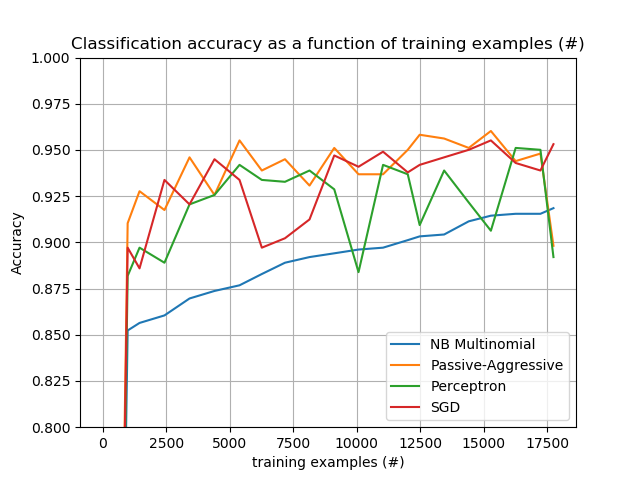 Classification accuracy as a function of training examples (#)
1.000
0.975
0.950
0.925
0.900
0.875
0.850
0.825
0.800
Accuracy
NB Multinomial
Passive-Aggressive
Perceptron
SGD
0 2500 5000 7500 10000 12500 15000 17500
training examples (#)